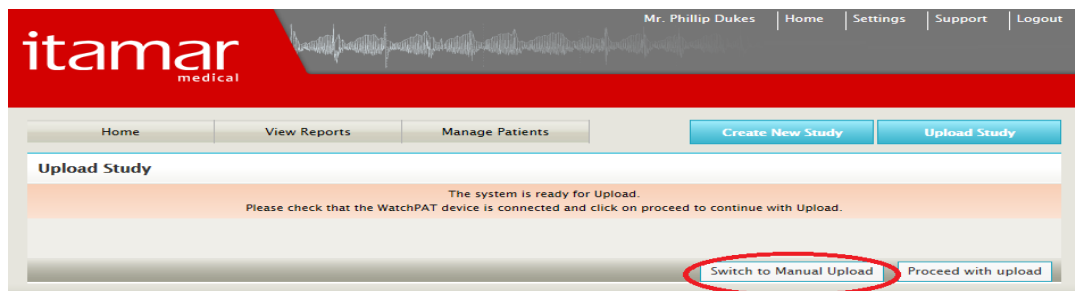 Mr. Phillip Dukes Home Settings Support Logout
itamar
medical
Home View Reports Manage Patients Create New Study Upload Study
Upload Study
The system is ready for Upload.
Please check that the WatchPAT device is connected and click on proceed to continue with Upload.
Switch to Manual Upload Proceed with upload